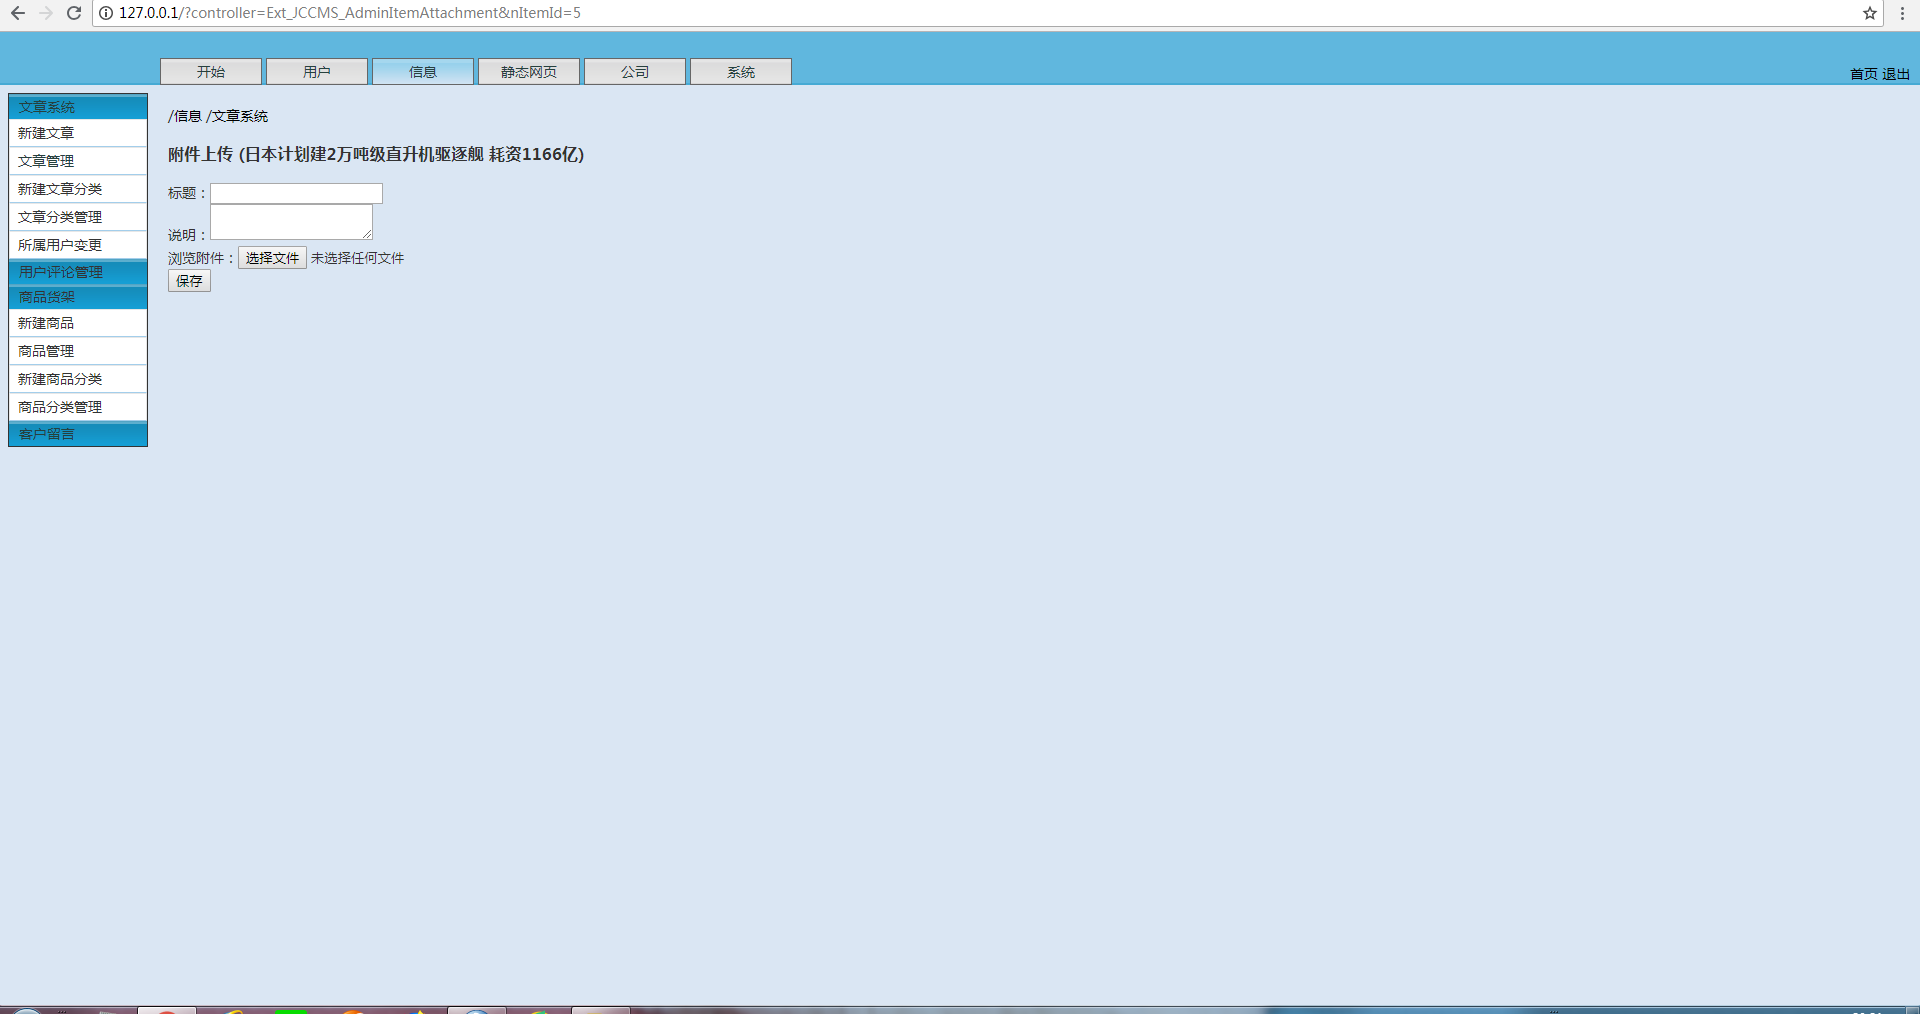 127.0.0.1/?controller=Ext_JCCMS_AdminItemAttachment&nItemId=5
开始 用户 信息 静态网页 公司 系统
首页 退出
文章系统
新建文章
文章管理
新建文章分类
文章分类管理
所属用户变更
用户评论管理
商品货架
新建商品
商品管理
新建商品分类
商品分类管理
客户留言
/信息 /文章系统
附件上传 (日本计划建2万吨级直升机驱逐舰 耗资1166亿)
标题：
说明：
浏览附件： 选择文件 未选择任何文件
保存